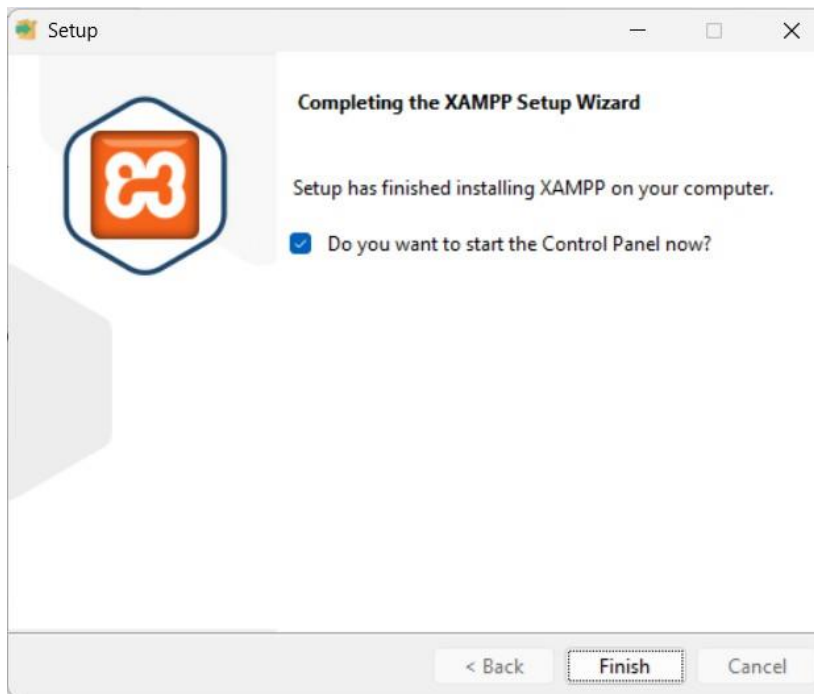 Setup
Completing the XAMPP Setup Wizard
Setup has finished installing XAMPP on your computer.
Do you want to start the Control Panel now?
< Back
Finish
Cancel